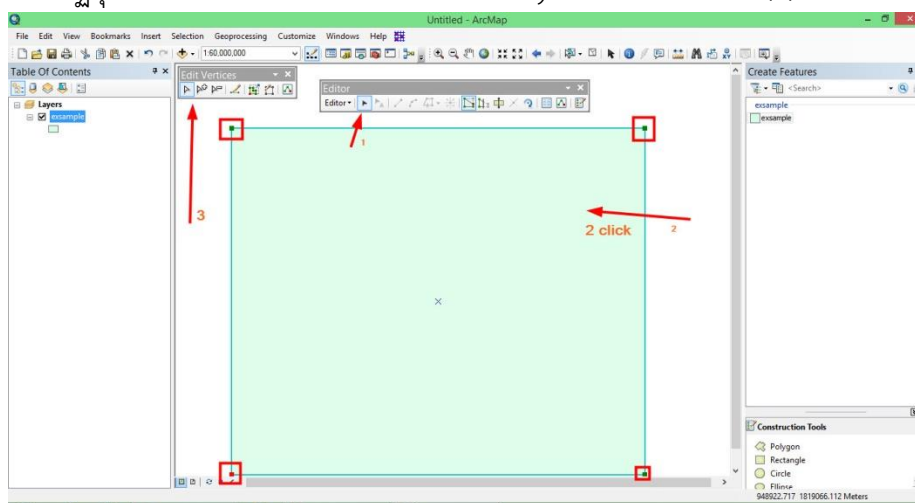 Untitled - ArcMap
File Edit View Bookmarks Insert Selection Geoprocessing Customize Windows Help
1:60,000,000
Table Of Contents
Layers
exsample
Edit Vertices
Editor
Editor
1
3
2 click
2
Create Features
<Search>
exsample
exsample
Construction Tools
Polygon
Rectangle
Circle
Ellipse
948922.717 1819066.112 Meters